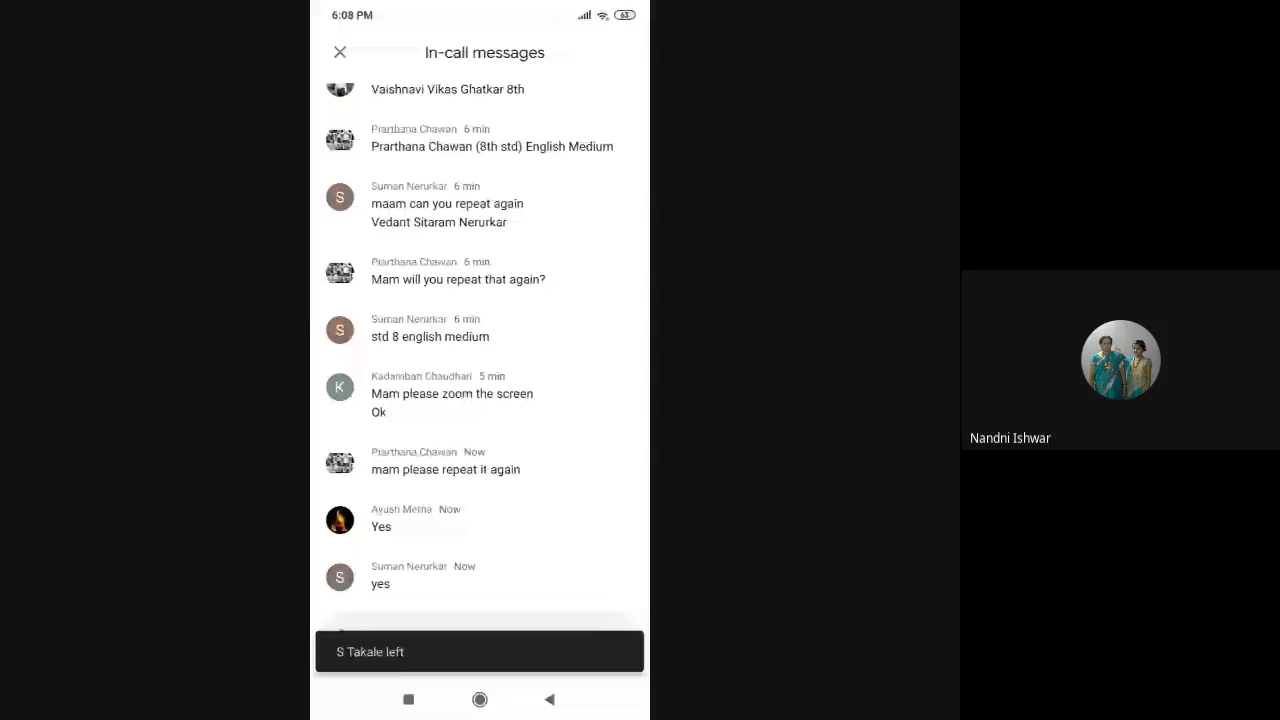 6:08 PM
63
In-call messages
Vaishnavi Vikas Ghatkar 8th
Prarthana Chawan 6 min
Prarthana Chawan (8th std) English Medium
S
Suman Nerurkar 6 min
maam can you repeat again
Vedant Sitaram Nerurkar
Prarthana Chawan 6 min
Mam will you repeat that again?
S
Suman Nerurkar 6 min
std 8 english medium
K
Kadamban Chaudhari 5 min
Mam please zoom the screen
Ok
Prarthana Chawan Now
mam please repeat it again
Ayush Now
Yes
S
Suman Nerurkar Now
yes
S Takale left
Nandni Ishwar